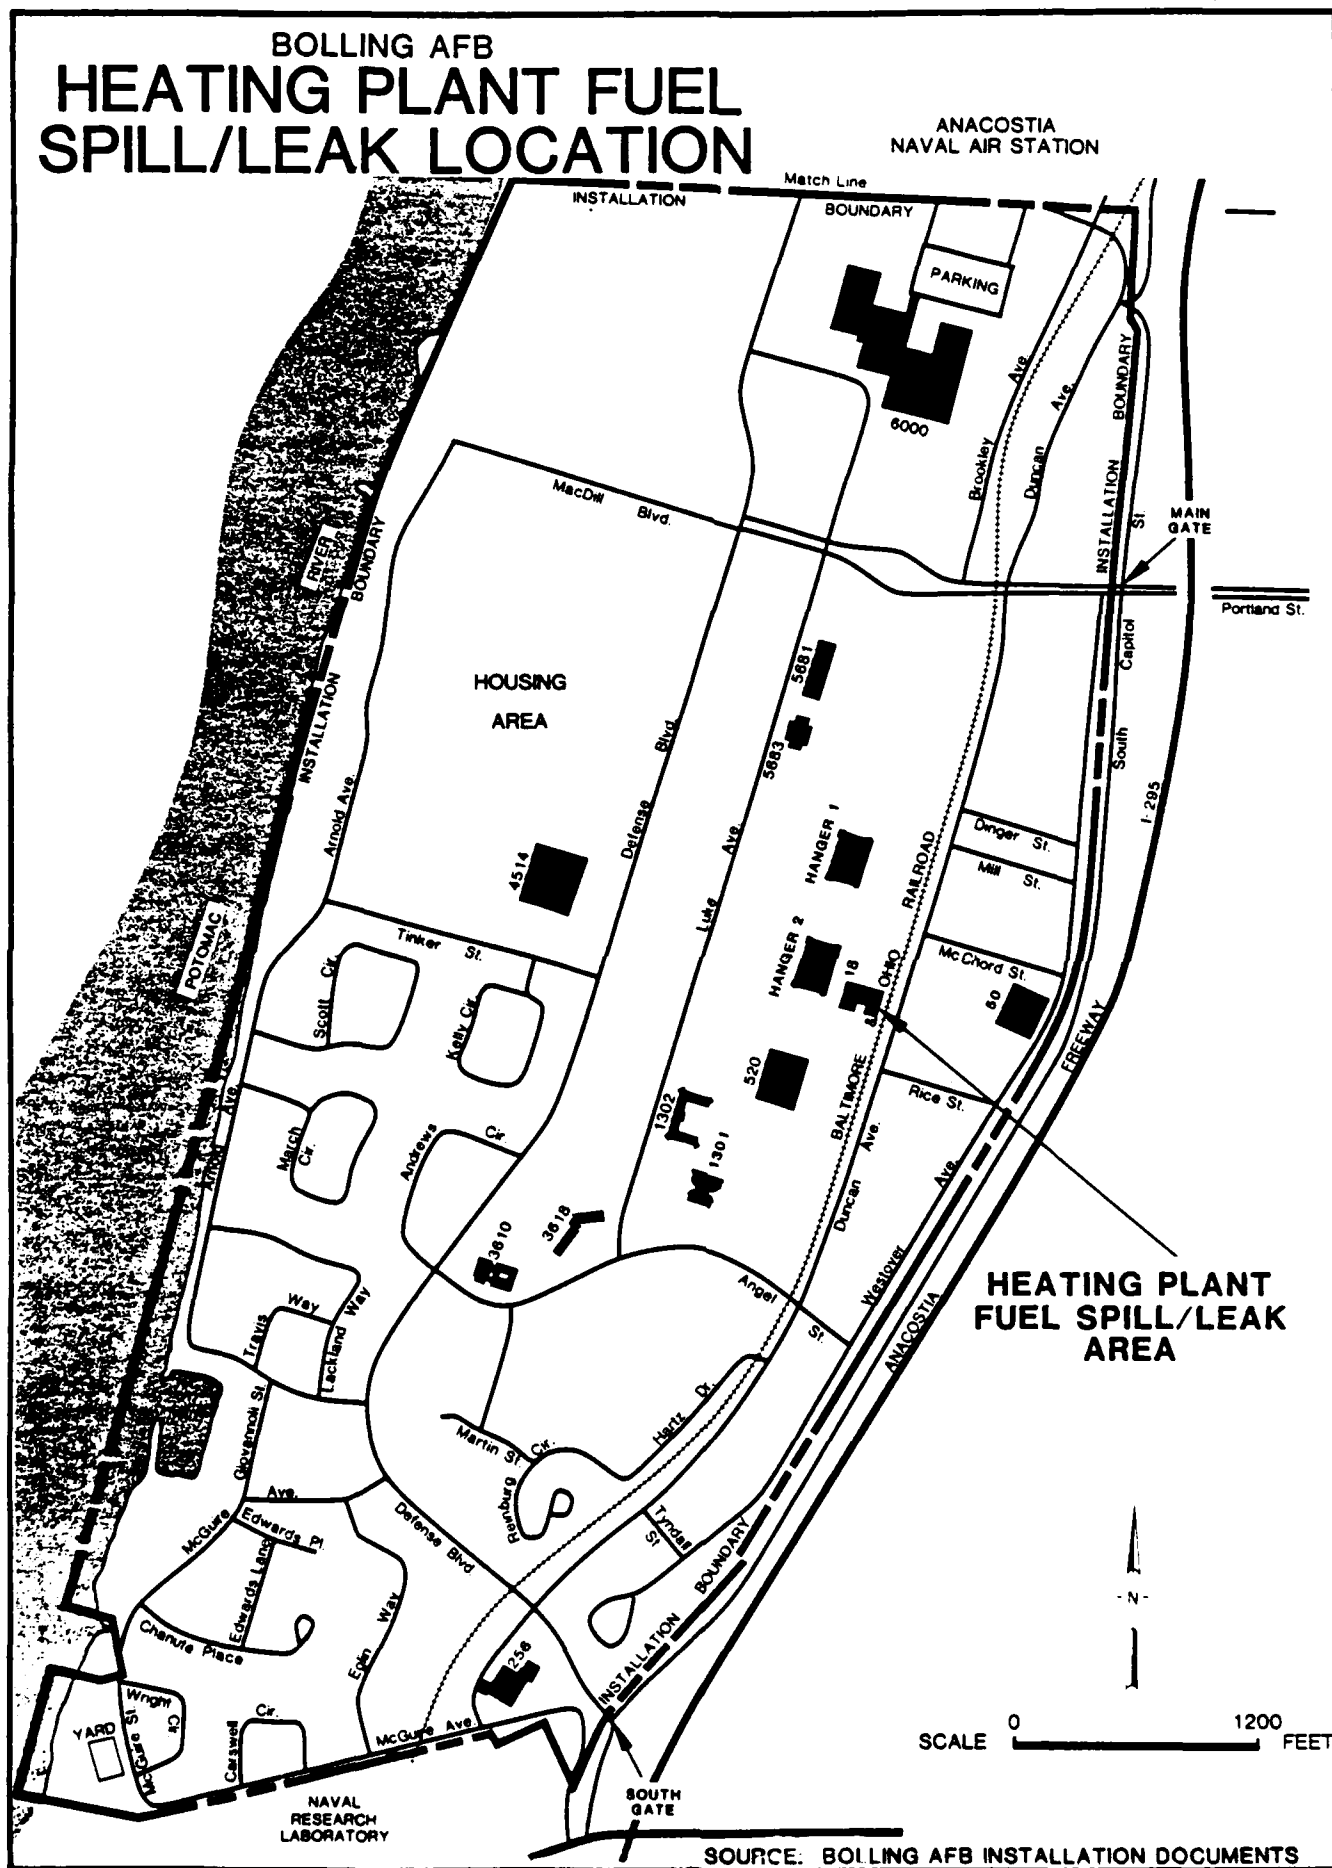 BOLLING AFB
HEATING PLANT FUEL
SPILL/LEAK LOCATION
ANACOSTIA
NAVAL AIR STATION
Match Line
INSTALLATION
BOUNDARY
PARKING
6000
Brookley
Ave
Duncan
Ave.
INSTALLATION
BOUNDARY
MacDill
Blvd.
St.
MAIN
GATE
Portland St.
RIVER
INSTALLATION
BOUNDARY
South
Capitol
HOUSING
AREA
5681
5683
Defense
Blvd.
Luke
Ave.
Arnold Ave.
I-295
HANGER 1
RAILROAD
Dinger
St.
Mill
St.
4514
POTOMAC
Tinker
St.
HANGER 2
18
&
OHIO
McChord St.
60
Scott
Cir
Kelly Cir.
FREEWAY
520
BALTIMORE
Rice St.
Arnold
Ave.
March
Cir.
Andrews
Cir.
1302
1301
Duncan
Ave.
Westover
Ave.
3610
3618
Angel
St.
ANACOSTIA
HEATING PLANT
FUEL SPILL/LEAK
AREA
Travis
Way
Lackland
Way
Giovannoli St.
Martin St.
Cir.
Reinburg
Hartz
Dr.
McGuire
Ave.
Edwards Pl.
Edwards Lane
Defense
Blvd.
Tyndall
St
INSTALLATION
BOUNDARY
Chanute
Place
Eglin
Way
256
Wright
Cir
YARD
McGuire St
Carswell
Cir.
McGuire
Ave.
- N -
SCALE
0
1200
FEET
NAVAL
RESEARCH
LABORATORY
SOUTH
GATE
SOURCE: BOLLING AFB INSTALLATION DOCUMENTS